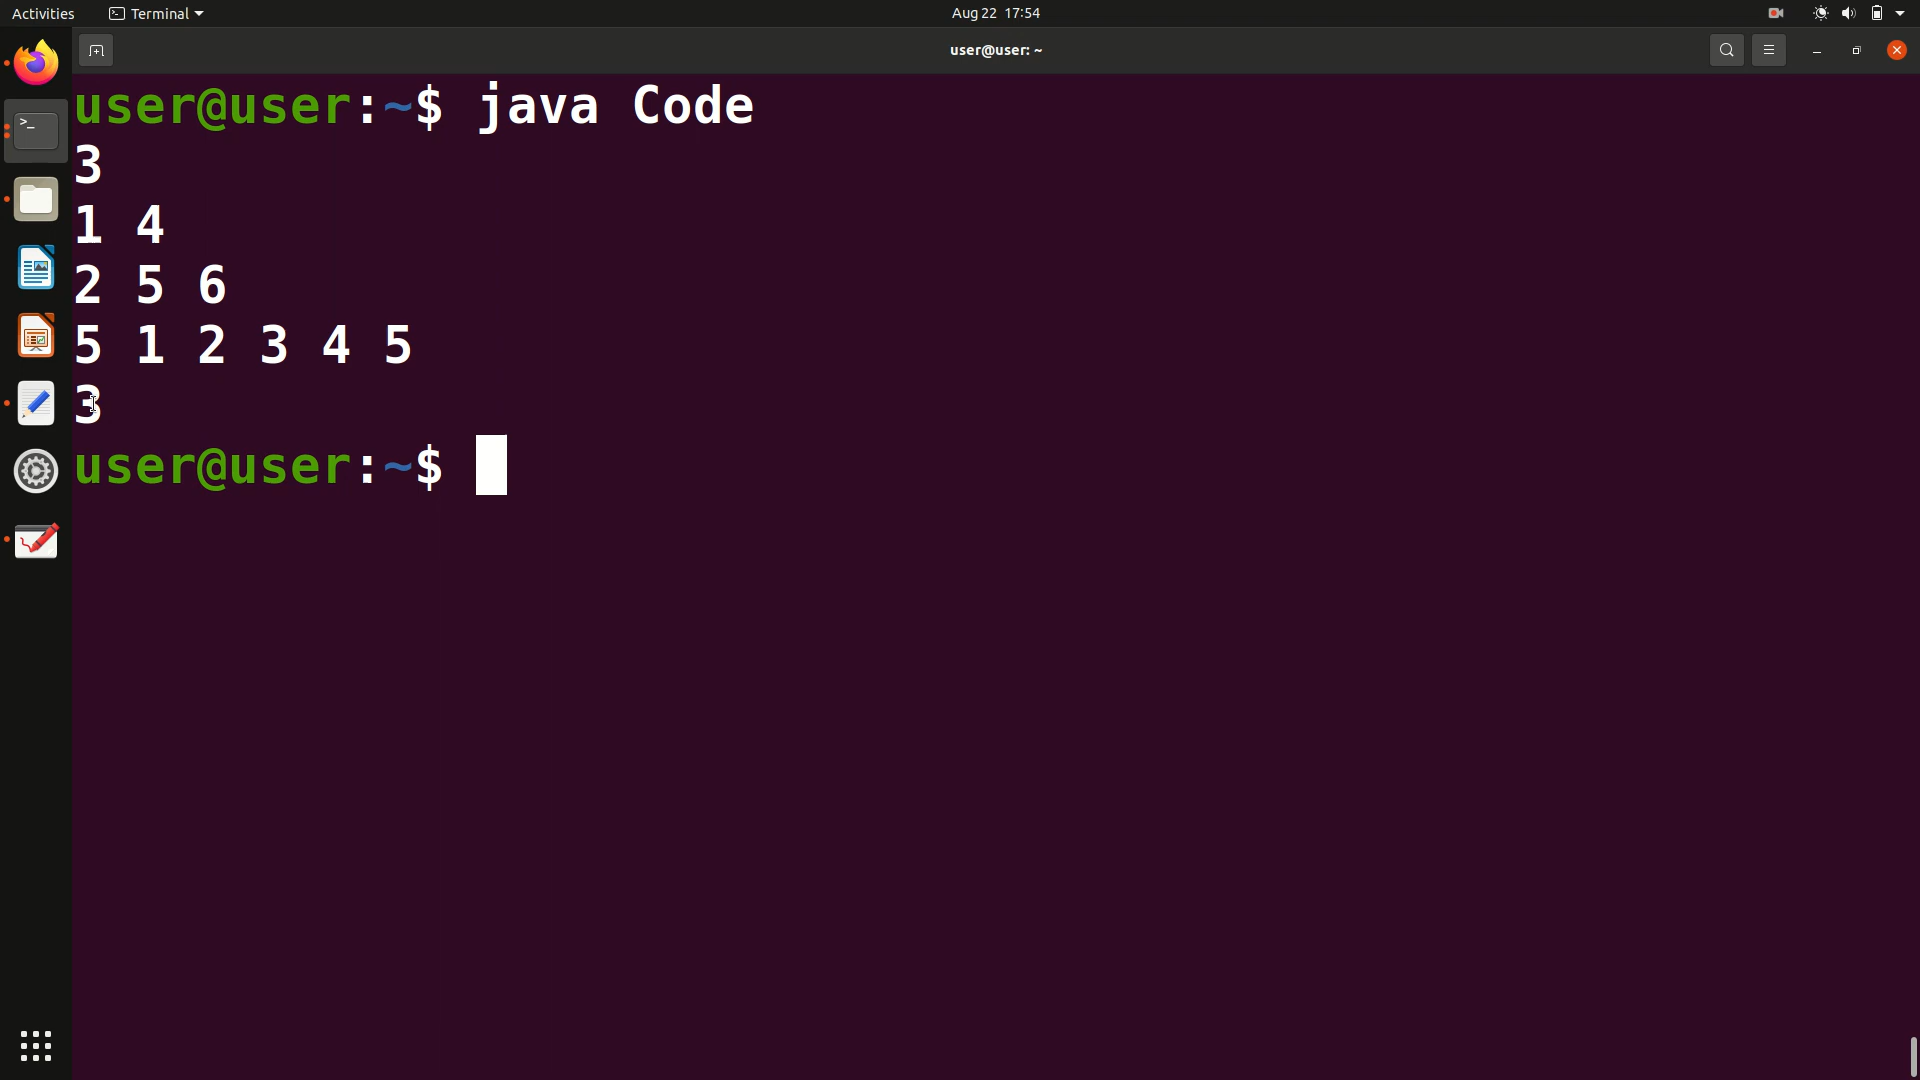 Activities
Terminal
Aug 22 17:54
user@user: ~
user@user:~$ java Code
3
1 4
2 5 6
5 1 2 3 4 5
3
user@user:~$